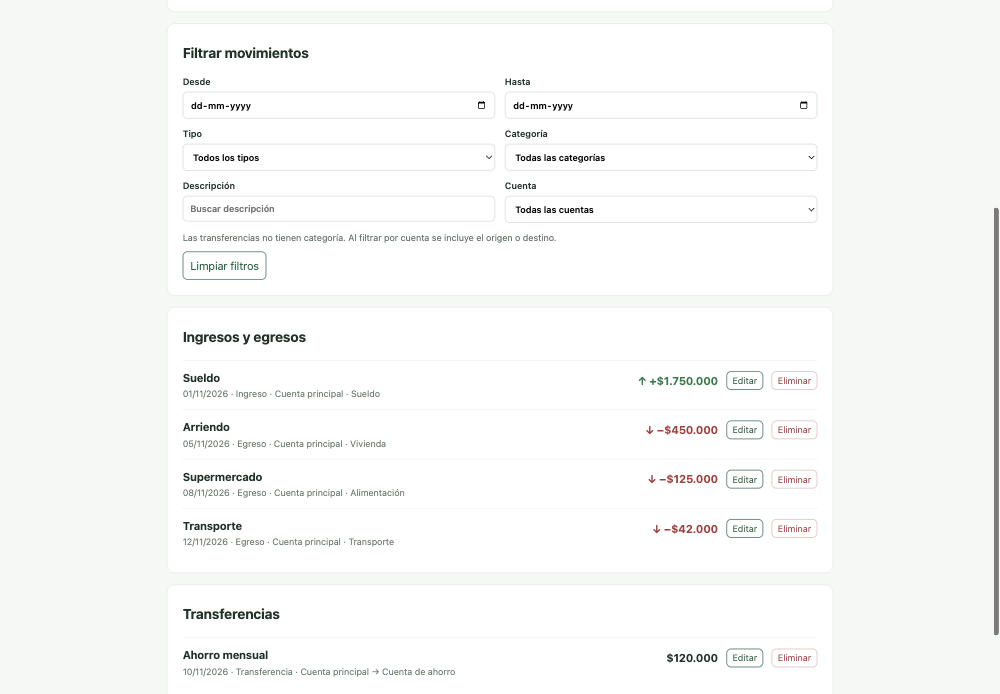 Filtrar movimientos
Desde
Hasta
dd-mm-yyyy
dd-mm-yyyy
Tipo
Categoría
Todos los tipos
Todas las categorías
Descripción
Cuenta
Buscar descripción
Todas las cuentas
Las transferencias no tienen categoría. Al filtrar por cuenta se incluye el origen o destino.
Limpiar filtros
Ingresos y egresos
Sueldo
↑ +$1.750.000 Editar Eliminar
01/11/2026 · Ingreso · Cuenta principal · Sueldo
Arriendo
↓ −$450.000 Editar Eliminar
05/11/2026 · Egreso · Cuenta principal · Vivienda
Supermercado
↓ −$125.000 Editar Eliminar
08/11/2026 · Egreso · Cuenta principal · Alimentación
Transporte
↓ −$42.000 Editar Eliminar
12/11/2026 · Egreso · Cuenta principal · Transporte
Transferencias
Ahorro mensual
$120.000 Editar Eliminar
10/11/2026 · Transferencia · Cuenta principal → Cuenta de ahorro